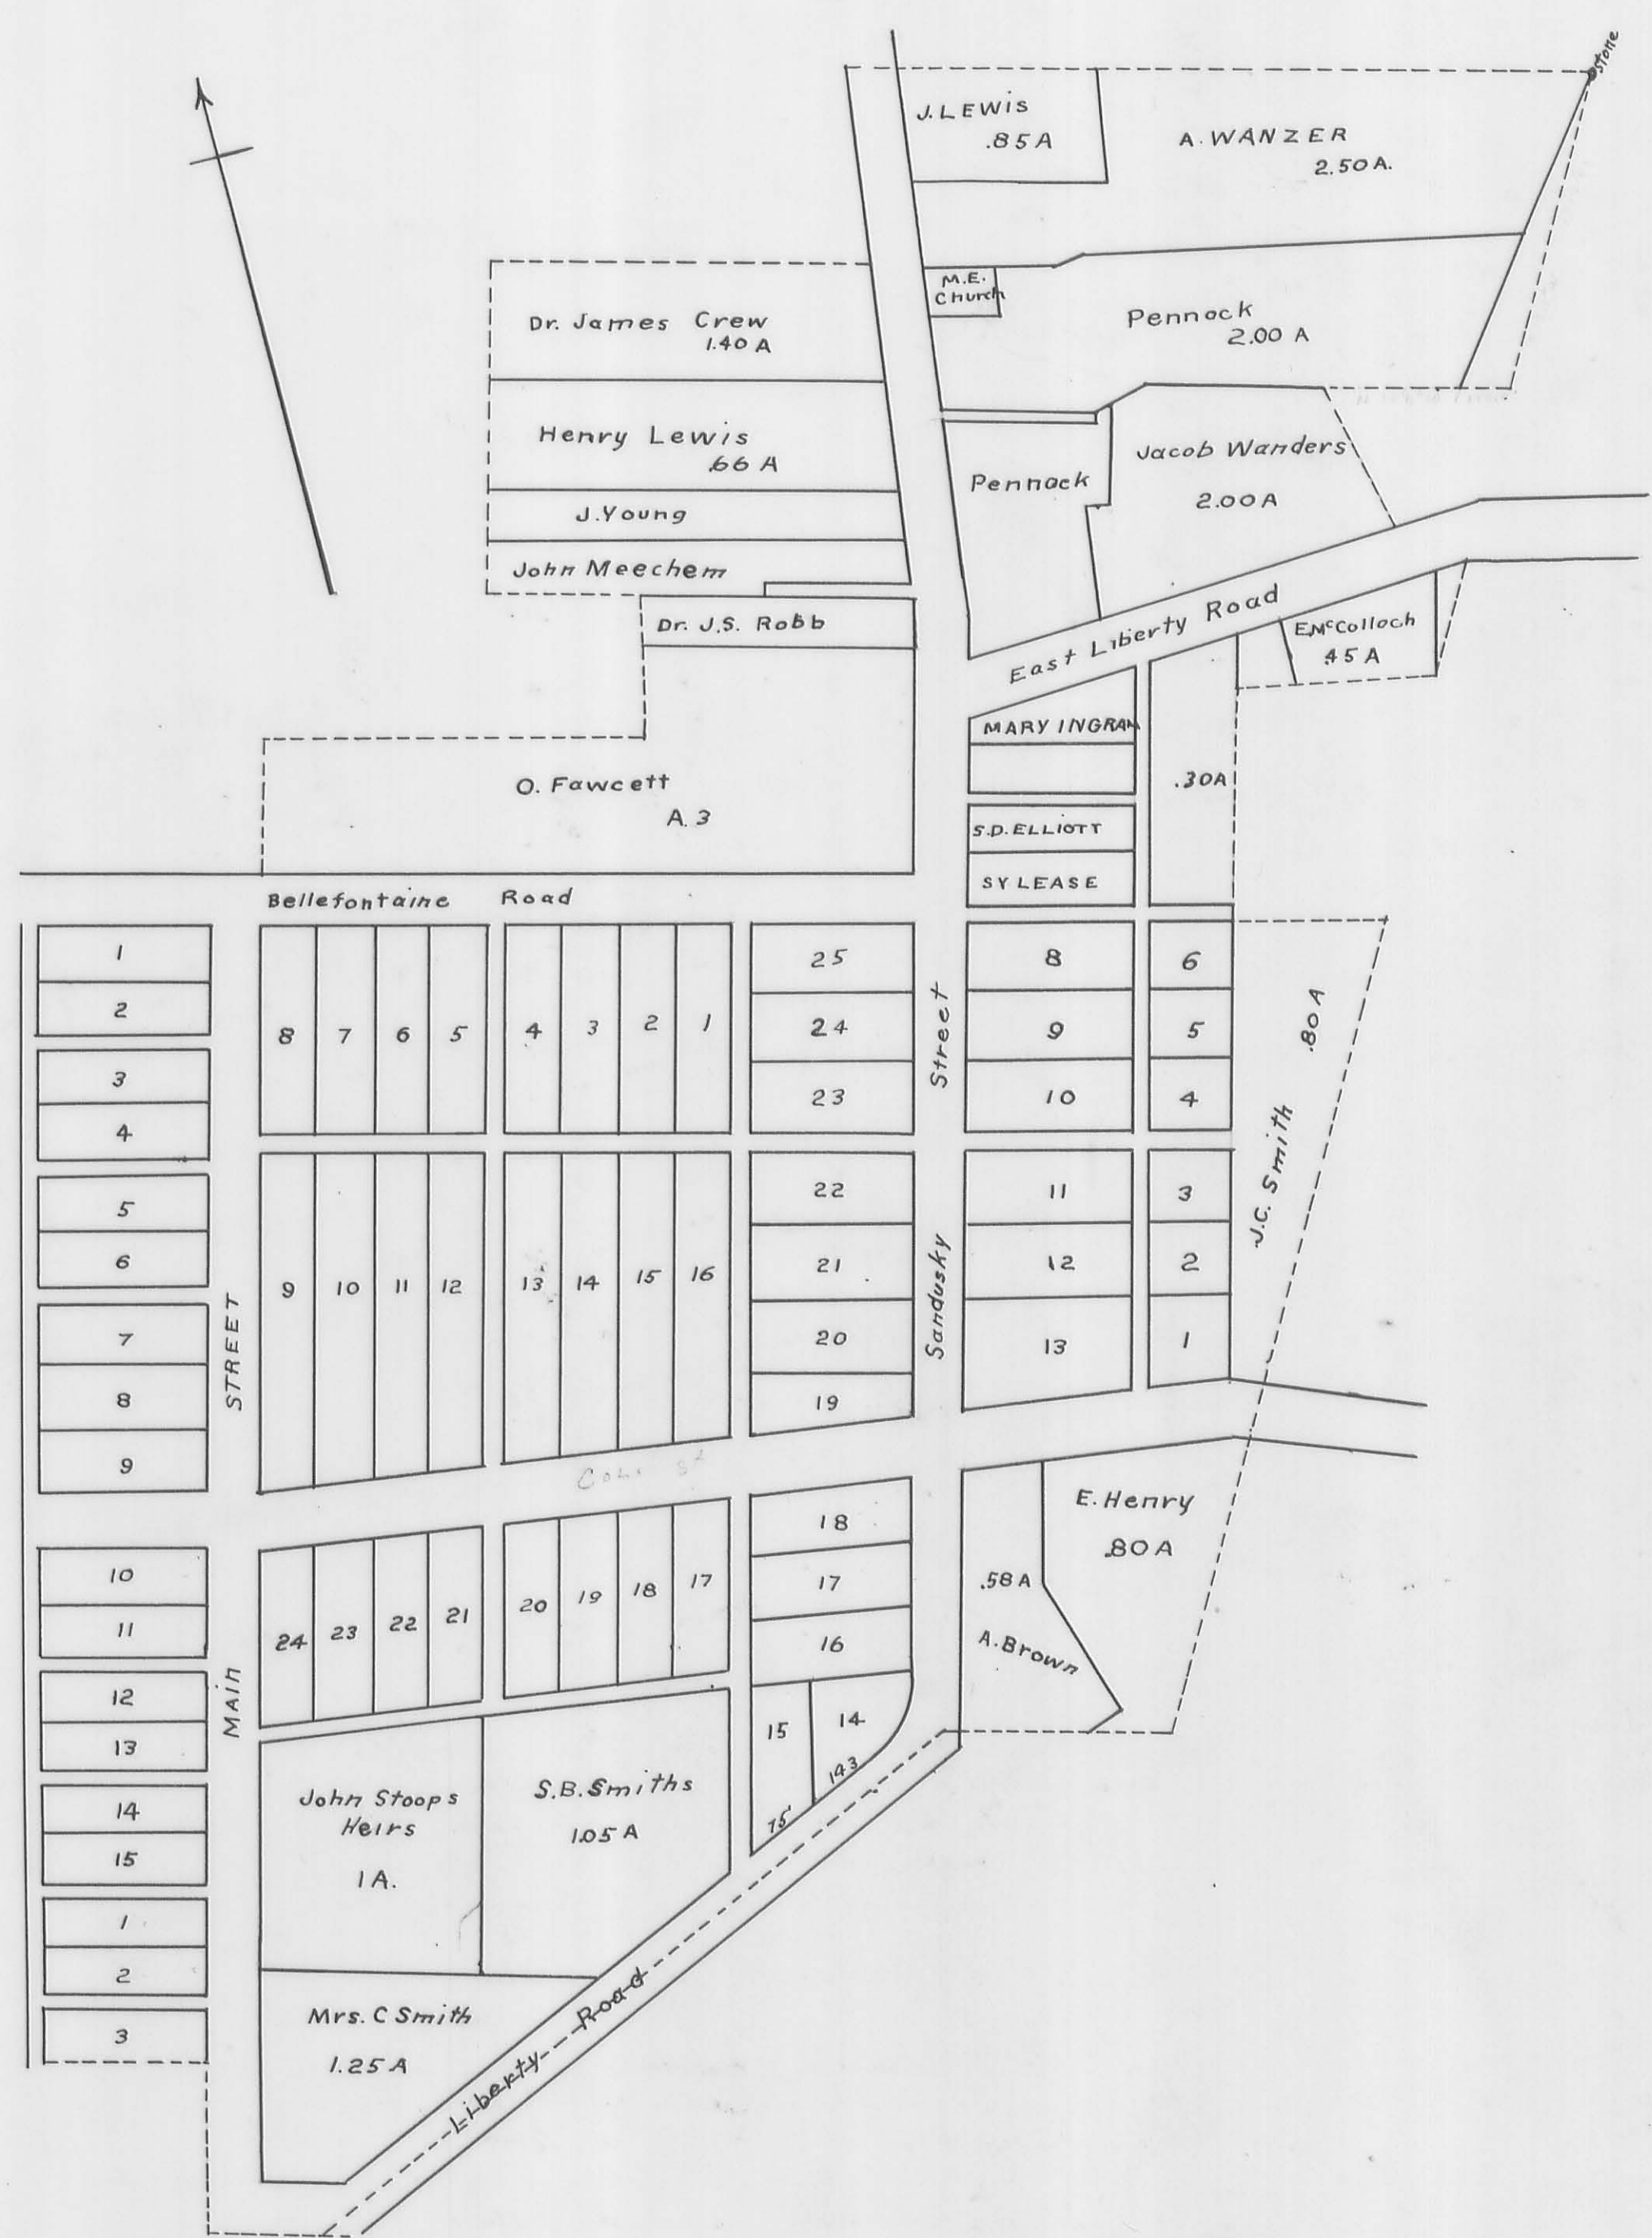 stone
J. LEWIS
.85 A
A. WANZER
2.50 A.
M.E.
Church
Pennock
2.00 A
Dr. James Crew
1.40 A
Henry Lewis
.66 A
J. Young
John Meechem
Dr. J.S. Robb
Pennock
Jacob Wanders
2.00 A
East Liberty Road
E. McColloch
.45 A
MARY INGRAM
.30A
S.D. ELLIOTT
SY LEASE
O. Fawcett
A. 3
Bellefontaine Road
1
2
3
4
5
6
7
8
9
10
11
12
13
14
15
1
2
3
MAIN STREET
8
7
6
5
4
3
2
1
9
10
11
12
13
14
15
16
24
23
22
21
20
19
18
17
25
24
23
22
21
20
19
18
17
16
15
14
143
75'
Sandusky Street
8
9
10
11
12
13
6
5
4
3
2
1
J.C. Smith .80 A
E. Henry
.80 A
.58 A
A. Brown
John Stoops
Heirs
1 A.
S.B. Smiths
1.05 A
Mrs. C Smith
1.25 A
Liberty Road